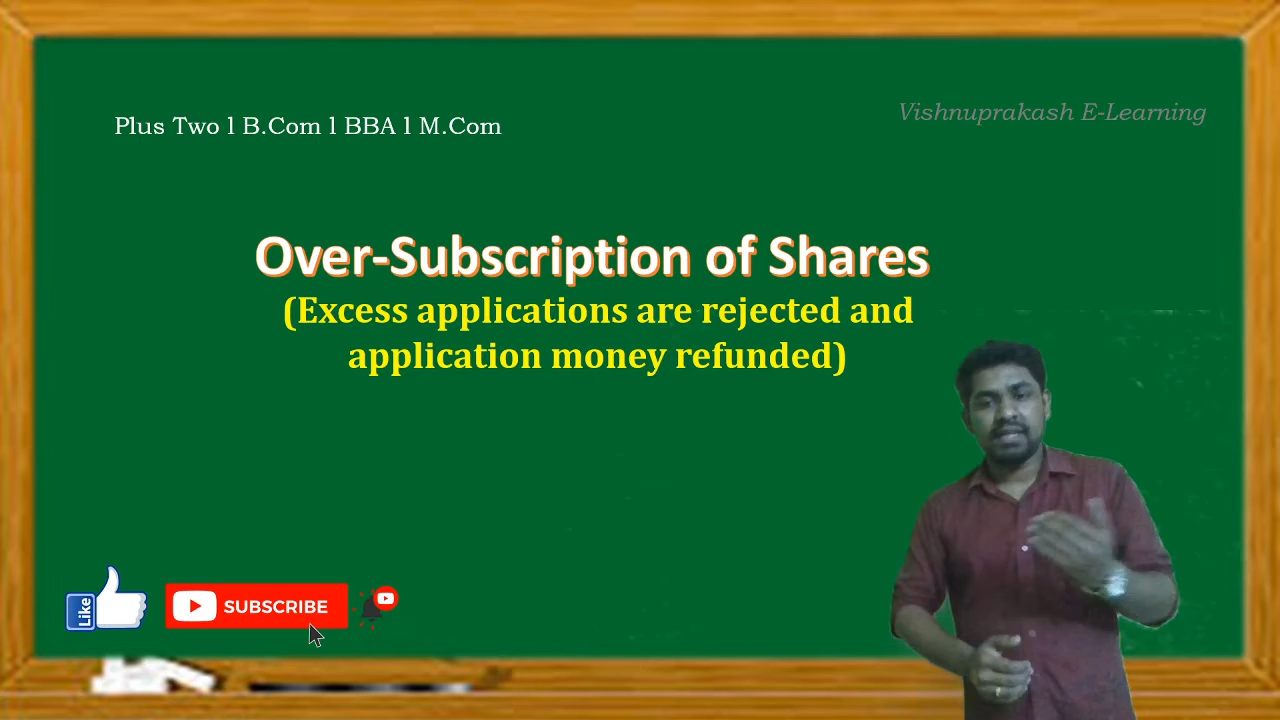 Vishnuprakash E-Learning
Plus Two l B.Com l BBA l M.Com
Over-Subscription of Shares
(Excess applications are rejected and
application money refunded)
Like
SUBSCRIBE